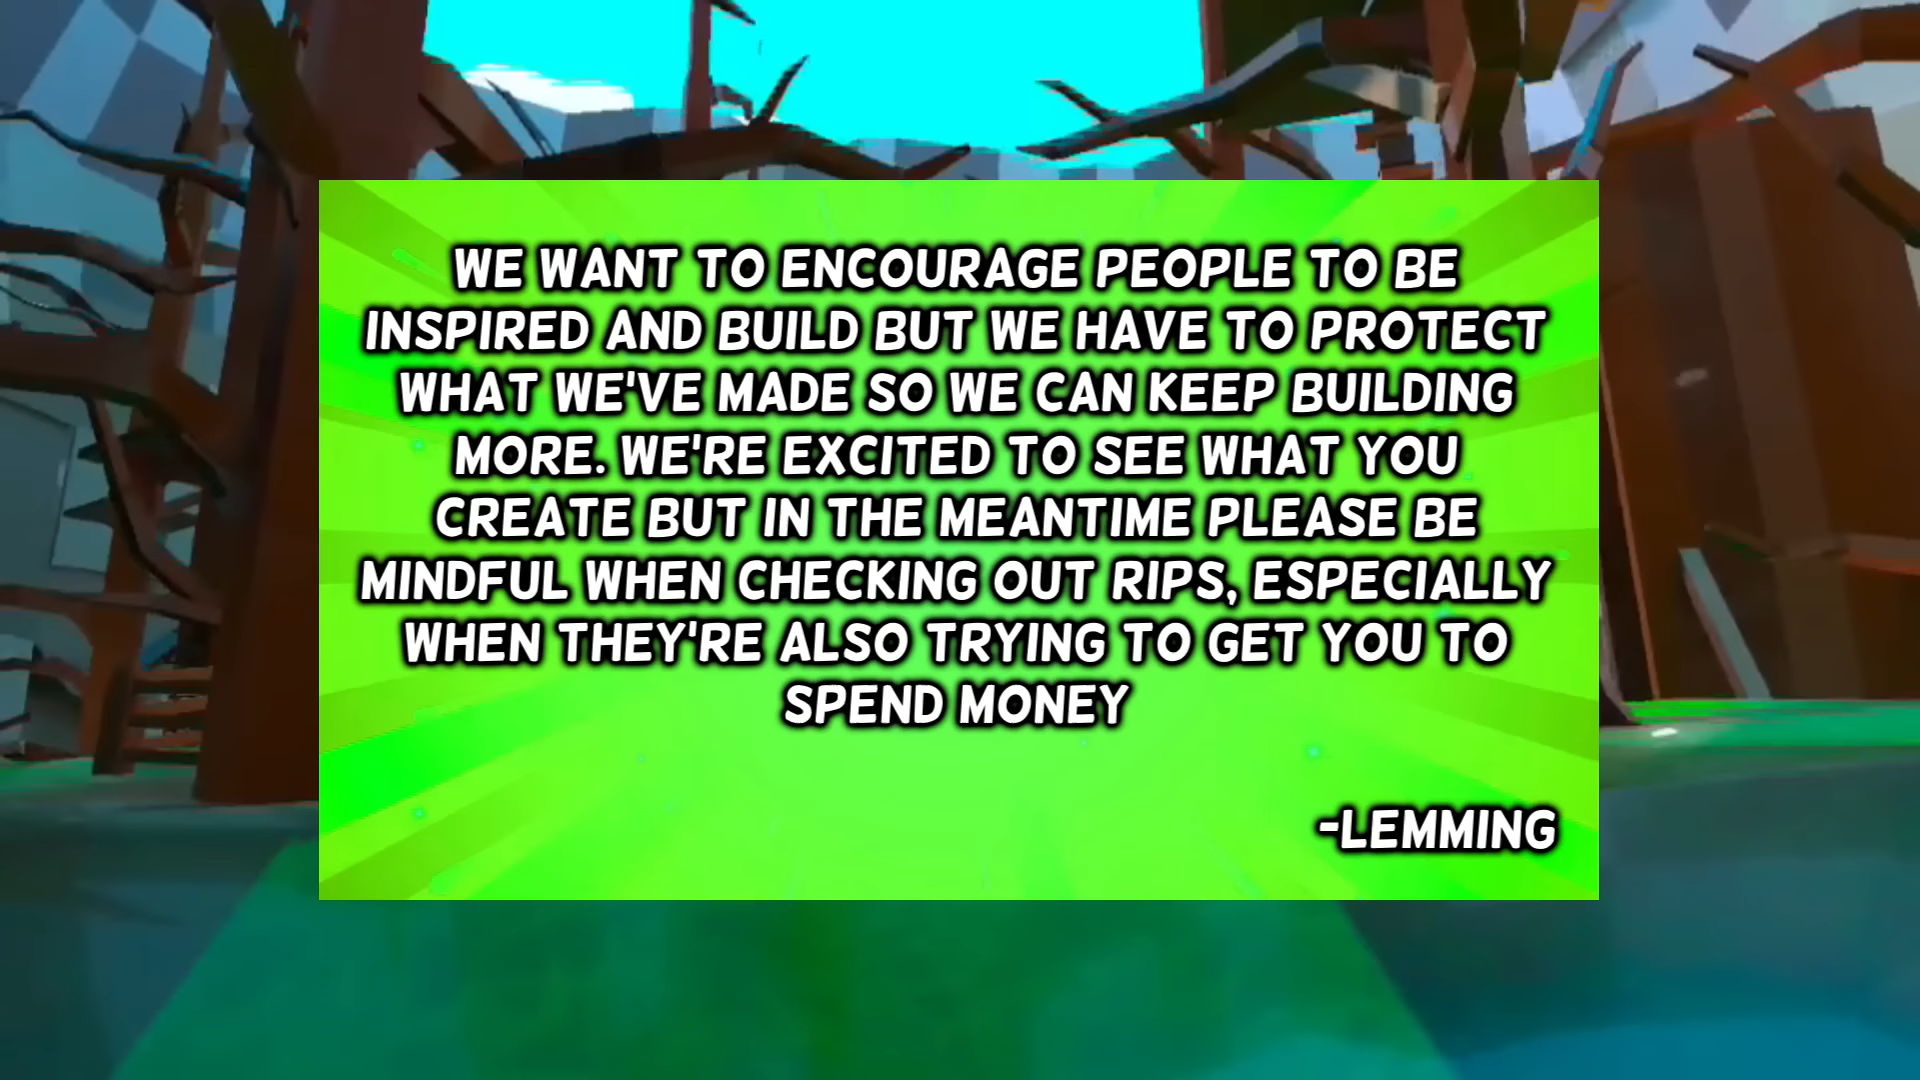 WE WANT TO ENCOURAGE PEOPLE TO BE
INSPIRED AND BUILD BUT WE HAVE TO PROTECT
WHAT WE'VE MADE SO WE CAN KEEP BUILDING
MORE. WE'RE EXCITED TO SEE WHAT YOU
CREATE BUT IN THE MEANTIME PLEASE BE
MINDFUL WHEN CHECKING OUT RIPS, ESPECIALLY
WHEN THEY'RE ALSO TRYING TO GET YOU TO
SPEND MONEY
-LEMMING